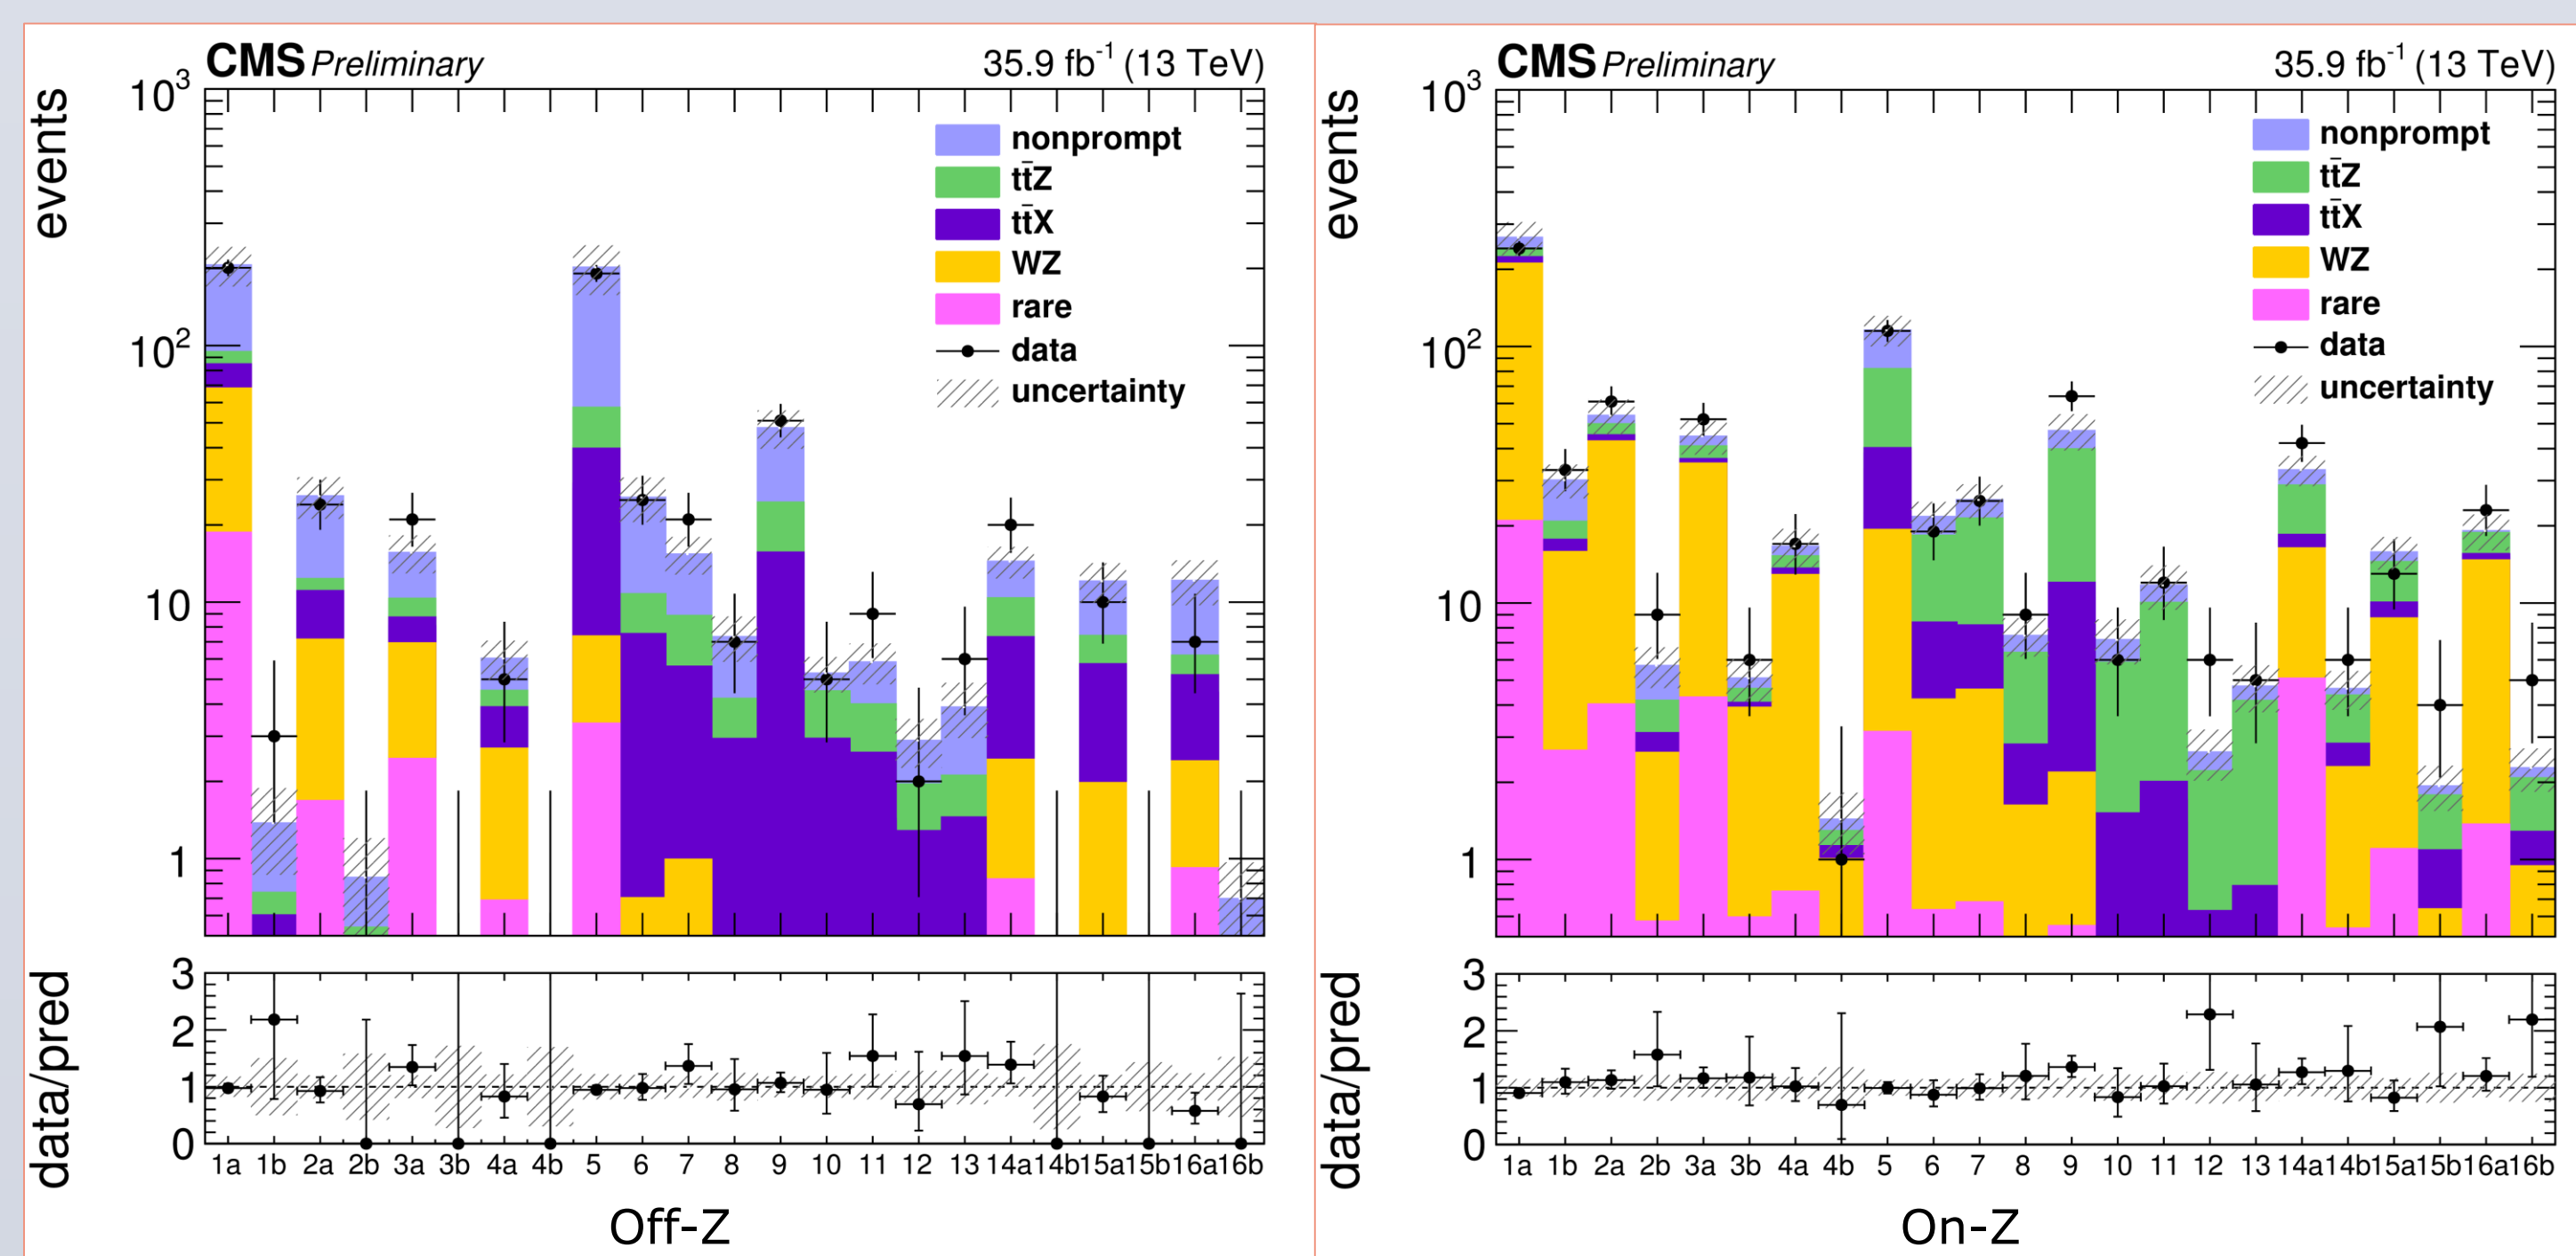 CMS Preliminary 35.9 fb⁻¹ (13 TeV)
events
10³
10²
10
1
nonprompt
tt̄Z
tt̄X
WZ
rare
data
uncertainty
data/pred
3
2
1
0
1a 1b 2a 2b 3a 3b 4a 4b 5 6 7 8 9 10 11 12 13 14a 14b 15a 15b 16a 16b
Off-Z
CMS Preliminary 35.9 fb⁻¹ (13 TeV)
events
10³
10²
10
1
nonprompt
tt̄Z
tt̄X
WZ
rare
data
uncertainty
data/pred
3
2
1
0
1a 1b 2a 2b 3a 3b 4a 4b 5 6 7 8 9 10 11 12 13 14a 14b 15a 15b 16a 16b
On-Z